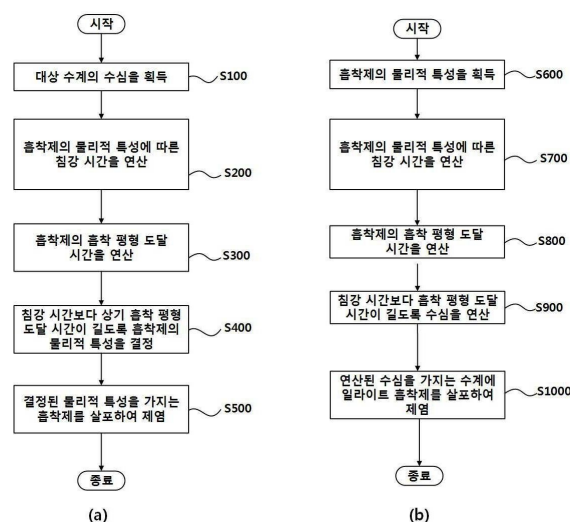 시작
대상 수계의 수심을 획득
S100
흡착제의 물리적 특성에 따른
침강 시간을 연산
S200
흡착제의 흡착 평형 도달
시간을 연산
S300
침강 시간보다 상기 흡착 평형
도달 시간이 길도록 흡착제의
물리적 특성을 결정
S400
결정된 물리적 특성을 가지는
흡착제를 살포하여 제염
S500
종료
(a)
시작
흡착제의 물리적 특성을 획득
S600
흡착제의 물리적 특성에 따른
침강 시간을 연산
S700
흡착제의 흡착 평형 도달
시간을 연산
S800
침강 시간보다 흡착 평형 도달
시간이 길도록 수심을 연산
S900
연산된 수심을 가지는 수계에
일라이트 흡착제를 살포하여
제염
S1000
종료
(b)